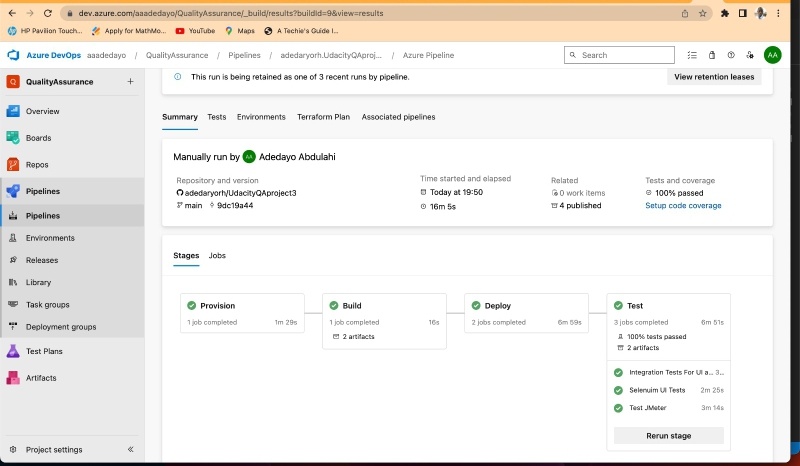 dev.azure.com/aaadedayo/QualityAssurance/_build/results?buildId=9&view=results
HP Pavilion Touch...
Apply for MathMo...
YouTube
Maps
A Techie's Guide I...
Azure DevOps aaadedayo / QualityAssurance / Pipelines / adedaryorh.UdacityQAproj... / Azure Pipeline
Search
AA
Q QualityAssurance +
This run is being retained as one of 3 recent runs by pipeline.
View retention leases
Overview
Boards
Repos
Pipelines
Pipelines
Environments
Releases
Library
Task groups
Deployment groups
Test Plans
Artifacts
Project settings
Summary Tests Environments Terraform Plan Associated pipelines
Manually run by AA Adedayo Abdulahi
Repository and version
adedaryorh/UdacityQAproject3
main 9dc19a44
Time started and elapsed
Today at 19:50
16m 5s
Related
0 work items
4 published
Tests and coverage
100% passed
Setup code coverage
Stages Jobs
Provision
1 job completed 1m 29s
Build
1 job completed 16s
2 artifacts
Deploy
2 jobs completed 6m 59s
Test
3 jobs completed 6m 51s
100% tests passed
2 artifacts
Integration Tests For UI a... 3...
Selenuim UI Tests 2m 25s
Test JMeter 3m 14s
Rerun stage